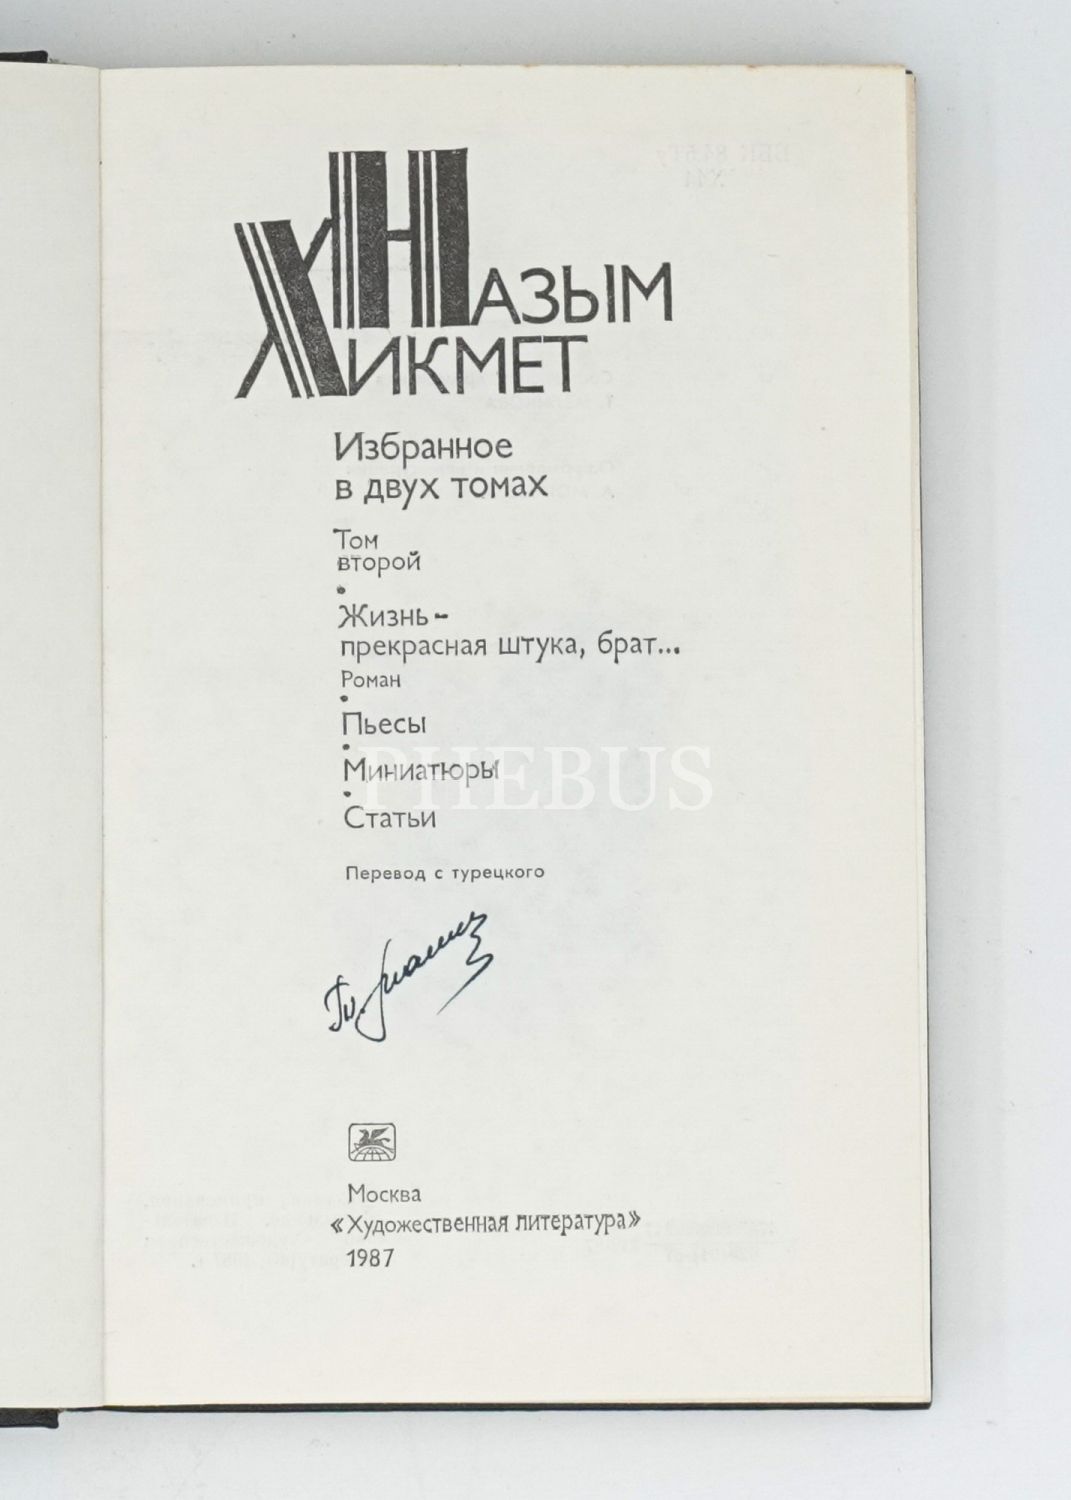 НАЗЫМ
ХИКМЕТ
Избранное
в двух томах
Том
второй
Жизнь –
прекрасная штука, брат...
Роман
Пьесы
Миниатюры
PHEBUS
Статьи
Перевод с турецкого
Москва
«Художественная литература»
1987